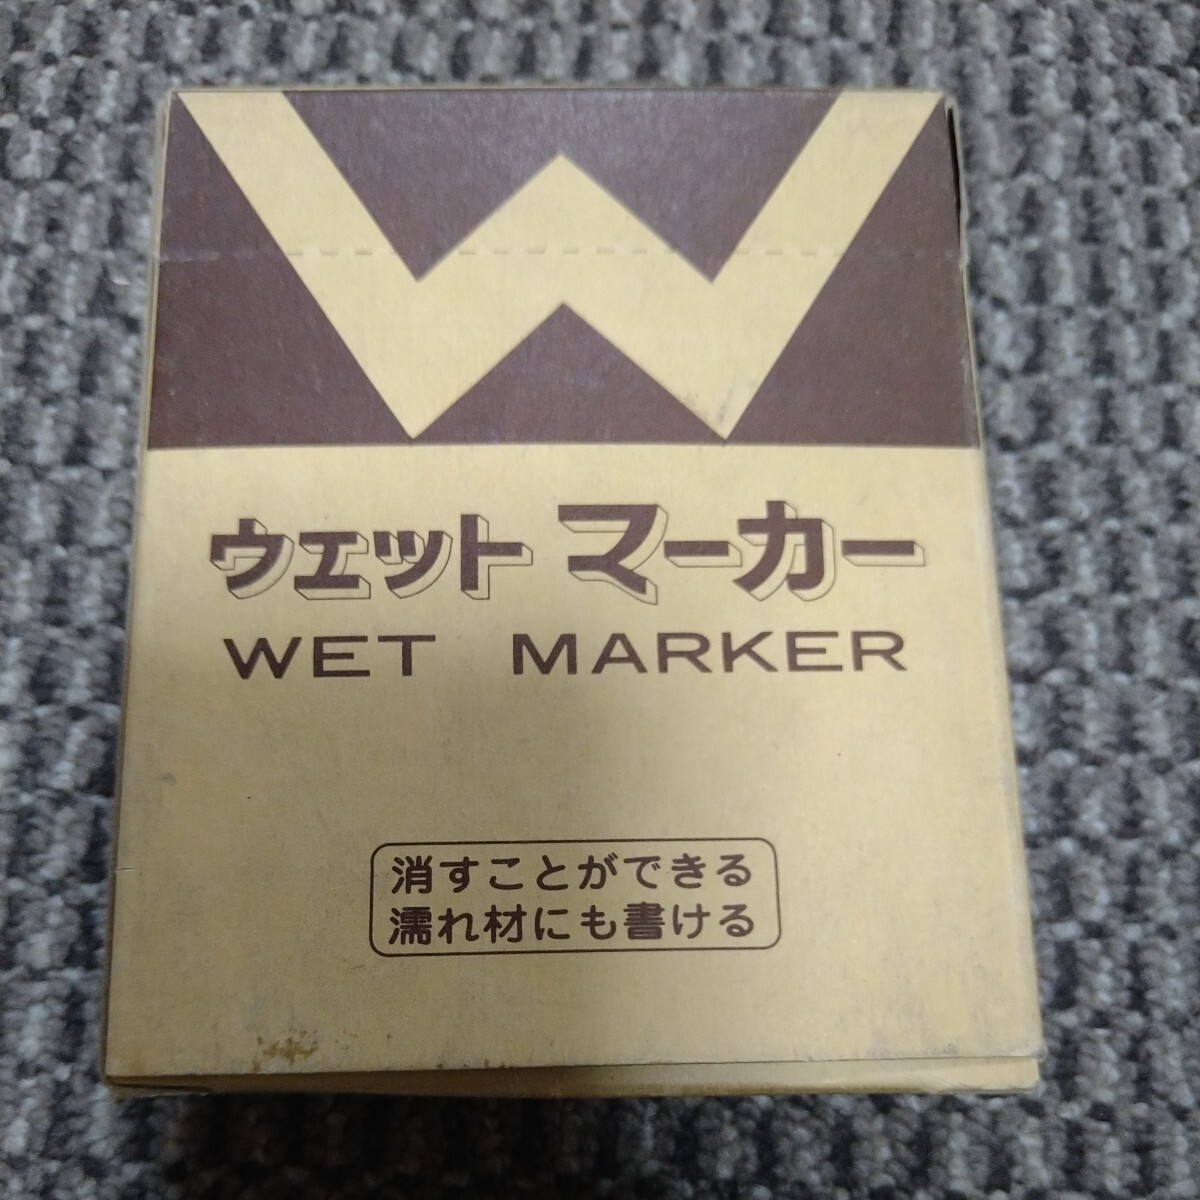 W
ウエット マーカー
WET MARKER
消すことができる
濡れ材にも書ける